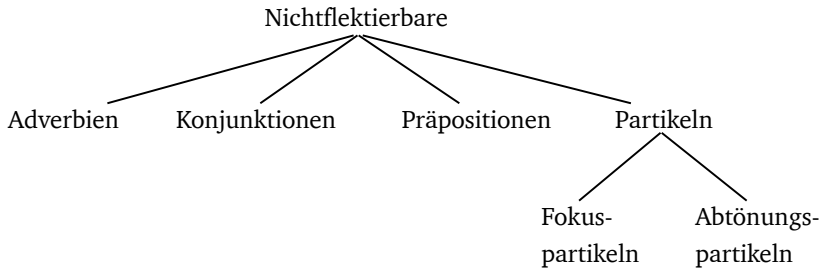 Nichtflektierbare
Adverbien Konjunktionen Präpositionen Partikeln
Fokus- Abtönungs-
partikeln partikeln